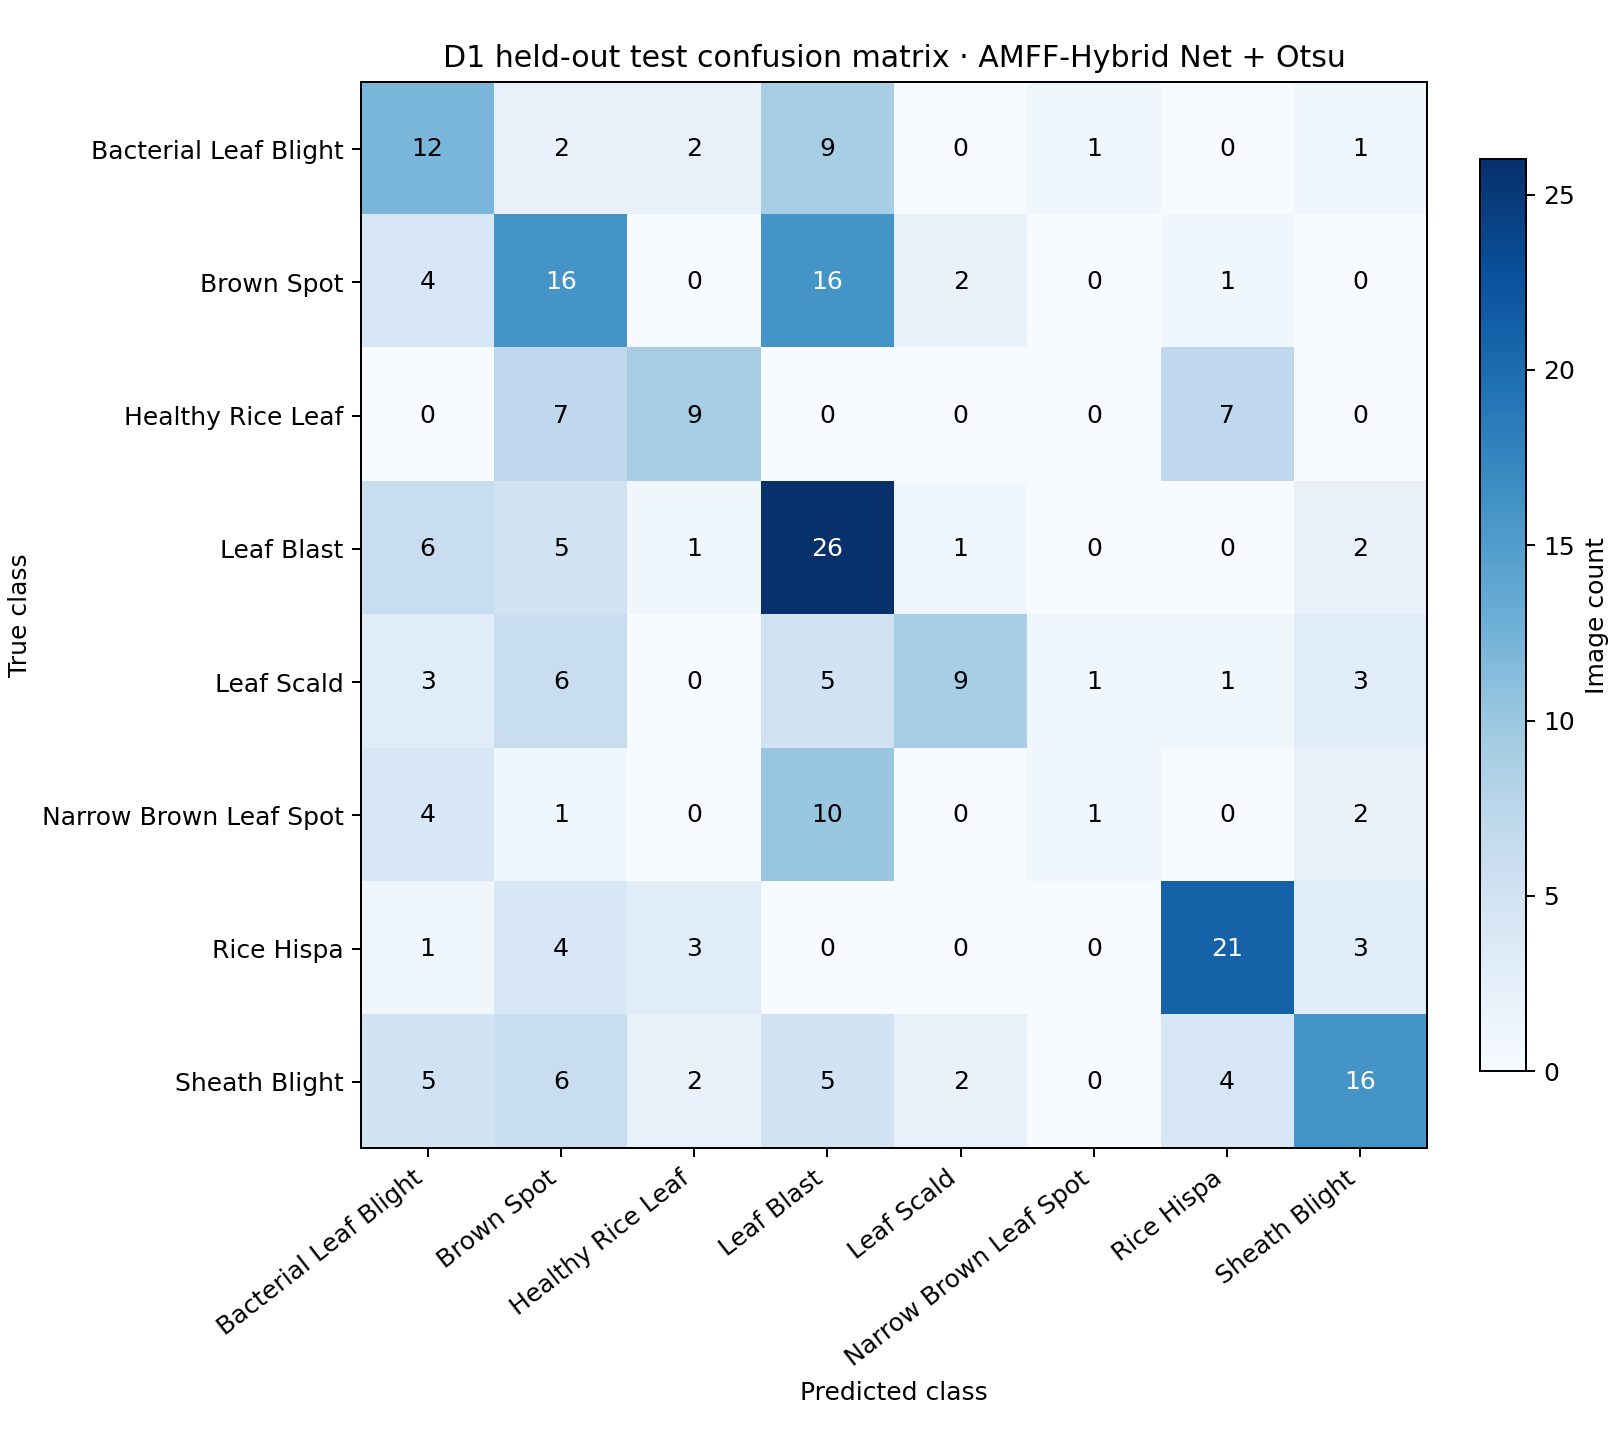 D1 held-out test confusion matrix · AMFF-Hybrid Net + Otsu
Bacterial Leaf Blight 12 2 2 9 0 1 0 1
Brown Spot 4 16 0 16 2 0 1 0
Healthy Rice Leaf 0 7 9 0 0 0 7 0
Leaf Blast 6 5 1 26 1 0 0 2
Leaf Scald 3 6 0 5 9 1 1 3
Narrow Brown Leaf Spot 4 1 0 10 0 1 0 2
Rice Hispa 1 4 3 0 0 0 21 3
Sheath Blight 5 6 2 5 2 0 4 16
True class
Bacterial Leaf Blight
Brown Spot
Healthy Rice Leaf
Leaf Blast
Leaf Scald
Narrow Brown Leaf Spot
Rice Hispa
Sheath Blight
Predicted class
25
20
15
10
5
0
Image count